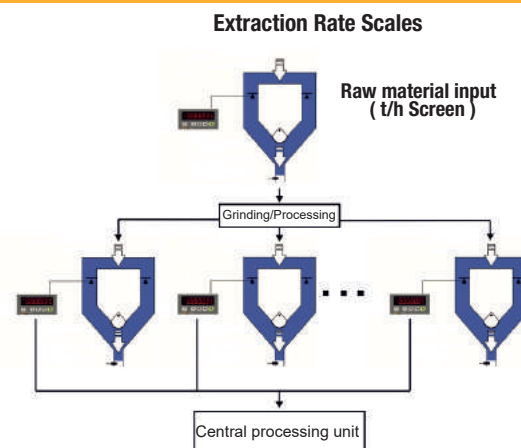 Extraction Rate Scales
Raw material input
( t/h Screen )
Grinding/Processing
Central processing unit